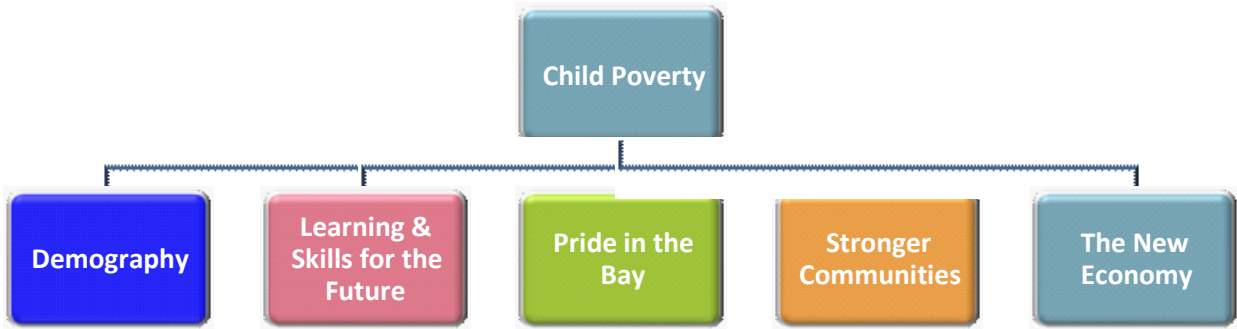 Child Poverty
Demography
Learning &
Skills for the
Future
Pride in the
Bay
Stronger
Communities
The New
Economy